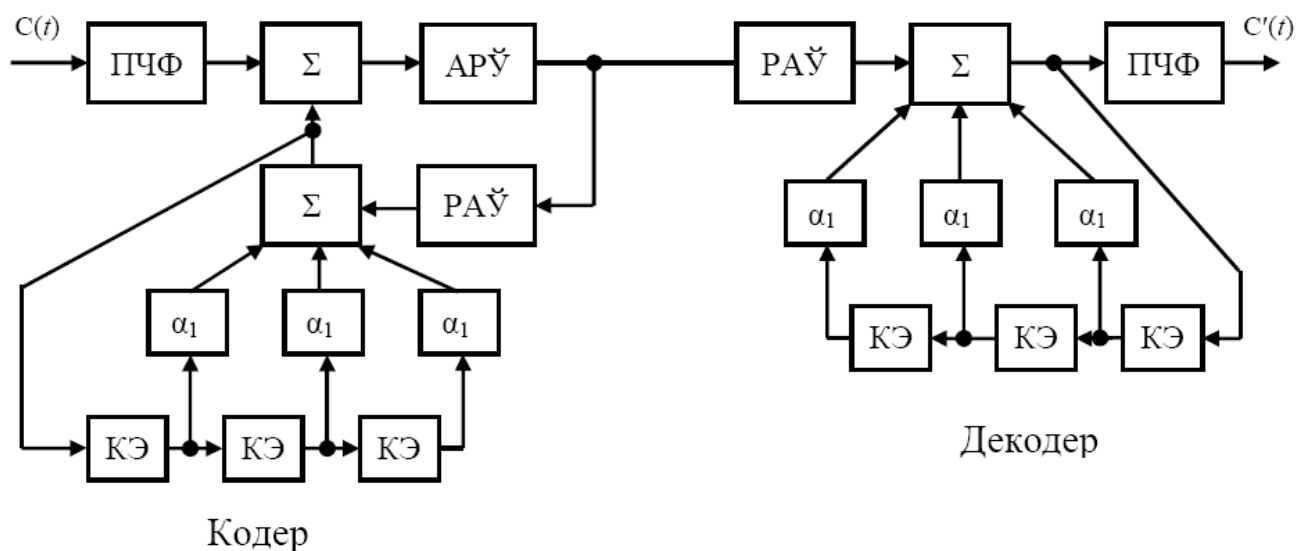 C(t)
ПЧФ
Σ
АРЎ
РАЎ
Σ
ПЧФ
C'(t)
Σ
РАЎ
α₁
α₁
α₁
α₁
α₁
α₁
КЭ
КЭ
КЭ
КЭ
КЭ
КЭ
Декодер
Кодер